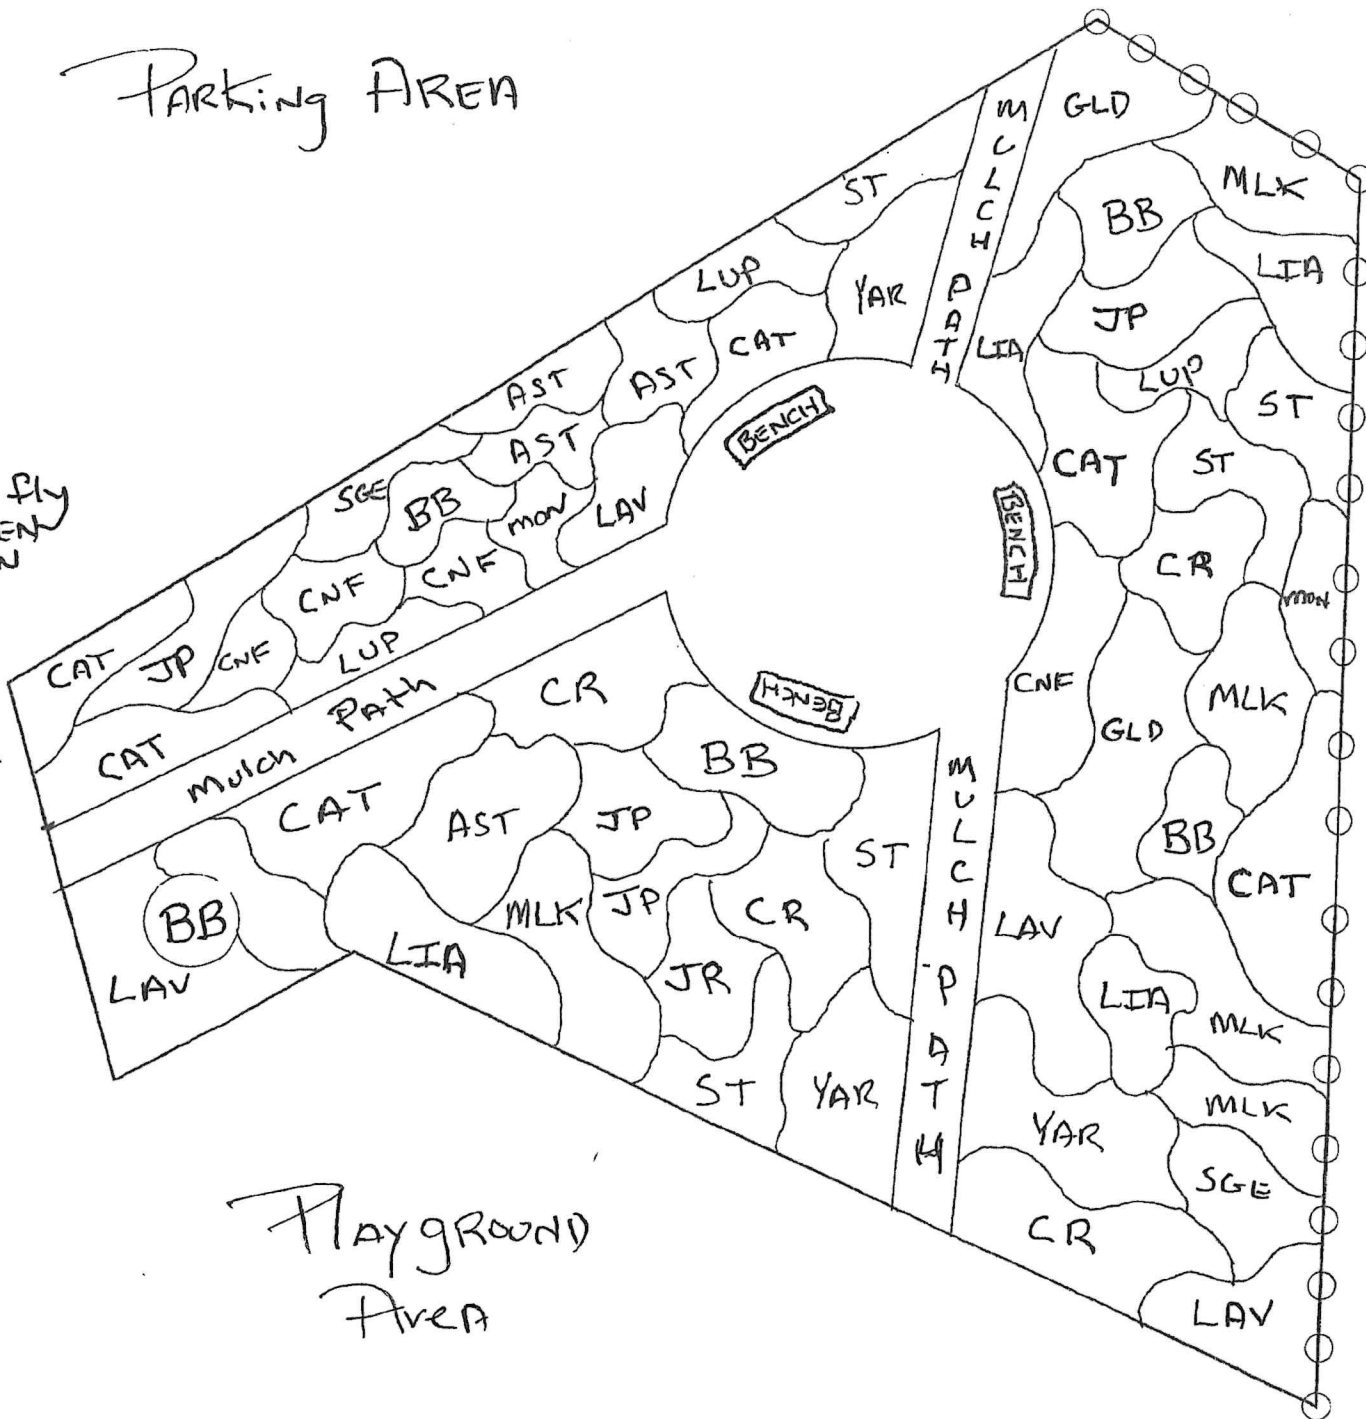 PARKing AREA
GLD
MULCH PATH
MLK
ST
BB
LIA
LUP
YAR
JP
CAT
LIA
AST
AST
LUP
ST
BENCH
AST
CAT
ST
SGE
BB
MON
LAV
BENCH
fly
CNF
CNF
CR
MON
CAT
JP
CNF
LUP
CNF
MLK
CR
BENCH
GLD
CAT
Mulch Path
BB
MULCH PATH
CAT
AST
JP
ST
BB
CAT
BB
MLK
JP
CR
LAV
LAV
LIA
JR
LIA
MLK
ST
YAR
YAR
MLK
SGE
PlaygROUND
AreA
CR
LAV